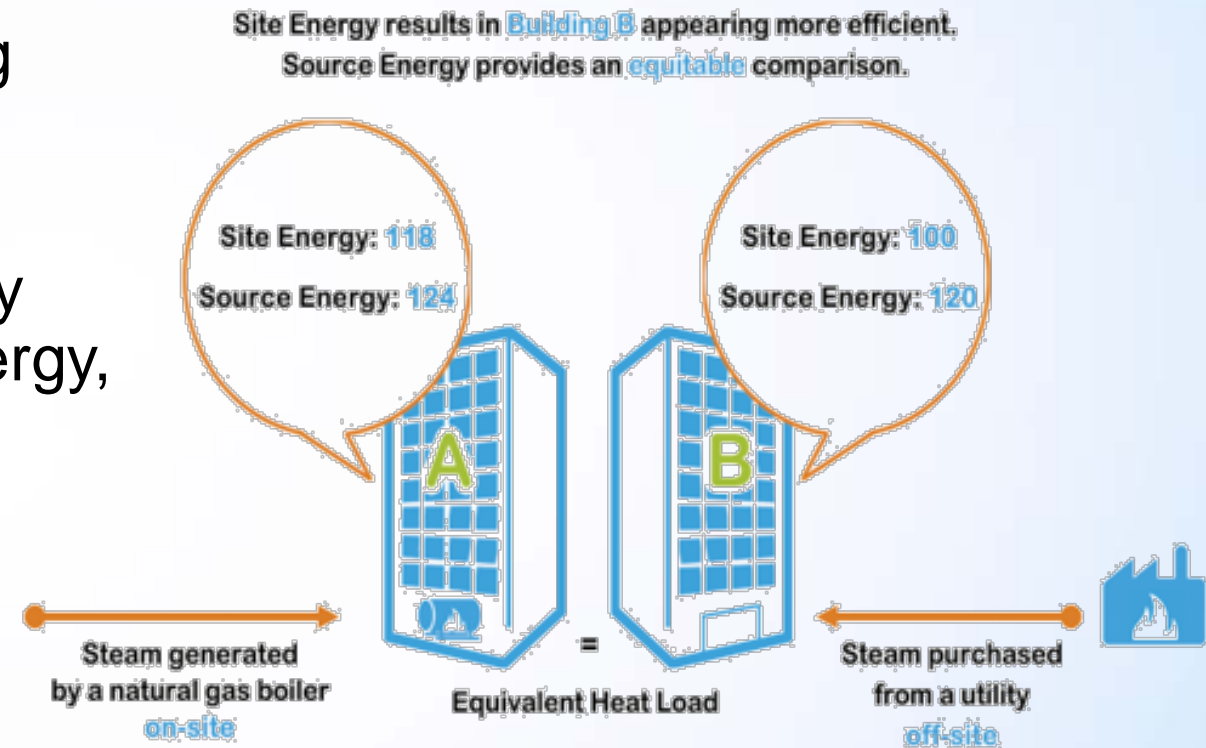 Site Energy results in Building B appearing more efficient.
Source Energy provides an equitable comparison.
g
y
ergy,
Site Energy: 118
Source Energy: 124
Site Energy: 100
Source Energy: 120
A
B
Steam generated
by a natural gas boiler
on-site
=
Equivalent Heat Load
Steam purchased
from a utility
off-site